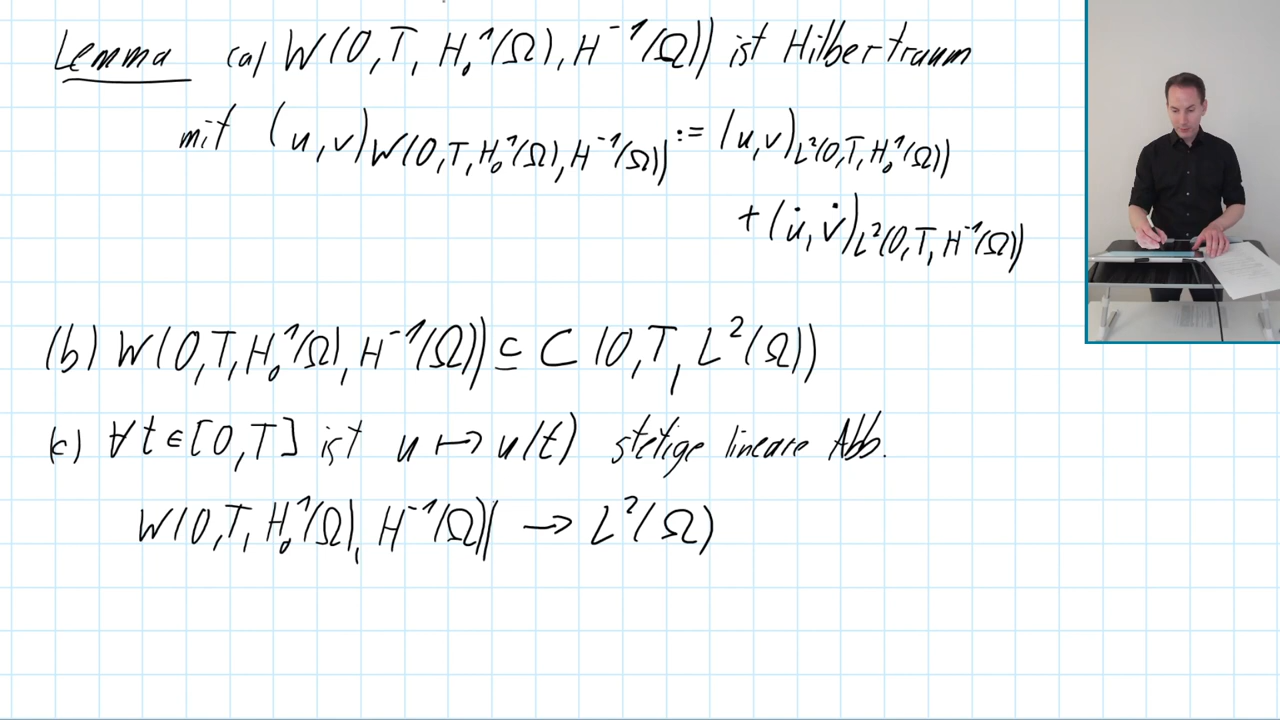 Lemma (a) W(0,T, H₀¹(Ω), H⁻¹(Ω)) ist Hilbertraum
mit (u,v)_{W(0,T,H₀¹(Ω),H⁻¹(Ω))} := (u,v)_{L²(0,T,H₀¹(Ω))}
+ (u̇,v̇)_{L²(0,T,H⁻¹(Ω))}
(b) W(0,T,H₀¹(Ω),H⁻¹(Ω)) ⊆ C(0,T,L²(Ω))
(c) ∀ t ∈ [0,T] ist u ↦ u(t) stetige lineare Abb.
W(0,T,H₀¹(Ω),H⁻¹(Ω)) → L²(Ω)